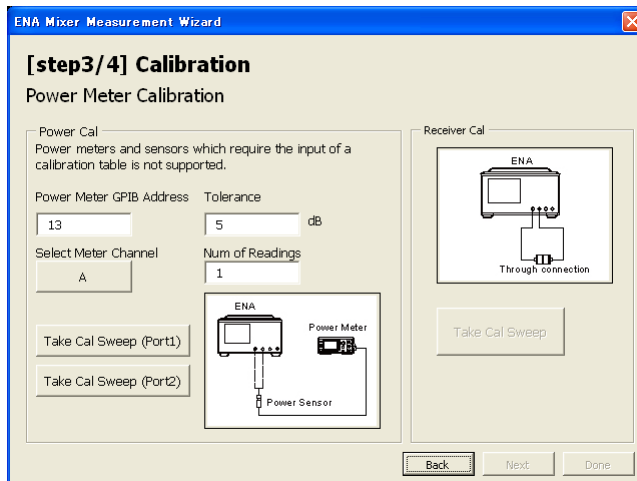 ENA Mixer Measurement Wizard
[step3/4] Calibration
Power Meter Calibration
Power Cal
Power meters and sensors which require the input of a
calibration table is not supported.
Power Meter GPIB Address
Tolerance
13
5
dB
Select Meter Channel
Num of Readings
A
1
Take Cal Sweep (Port1)
Take Cal Sweep (Port2)
ENA
Power Meter
Power Sensor
Receiver Cal
ENA
Through connection
Take Cal Sweep
Back
Next
Done